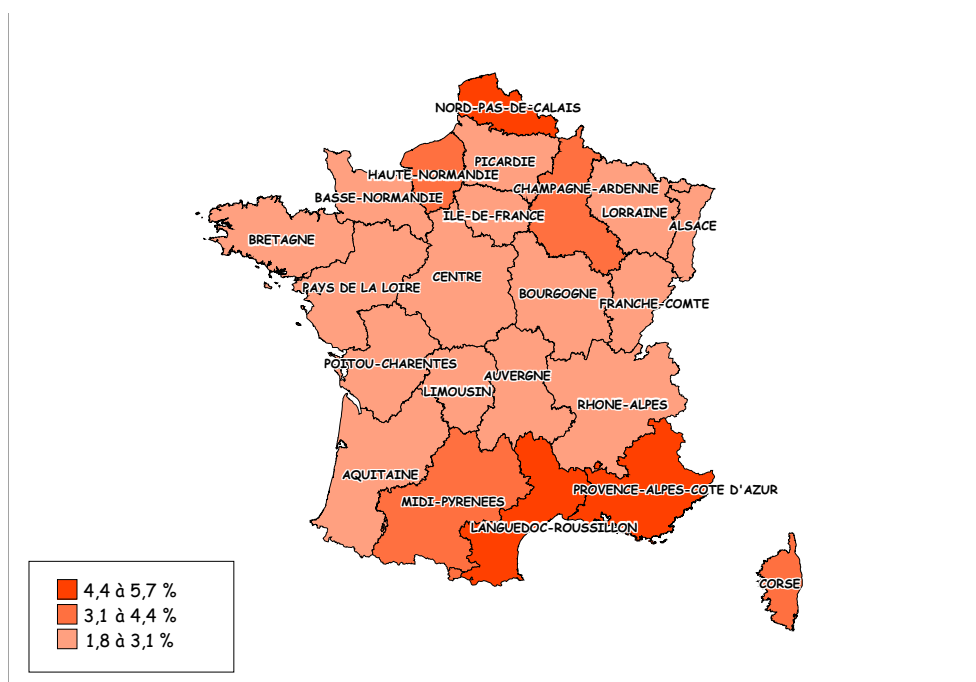 NORD-PAS-DE-CALAIS
PICARDIE
HAUTE-NORMANDIE
CHAMPAGNE-ARDENNE
BASSE-NORMANDIE
ILE-DE-FRANCE
LORRAINE
ALSACE
BRETAGNE
CENTRE
PAYS DE LA LOIRE
BOURGOGNE
FRANCHE-COMTE
POITOU-CHARENTES
AUVERGNE
LIMOUSIN
RHONE-ALPES
AQUITAINE
PROVENCE-ALPES-COTE D'AZUR
MIDI-PYRENEES
LANGUEDOC-ROUSSILLON
CORSE
4,4 à 5,7 %
3,1 à 4,4 %
1,8 à 3,1 %